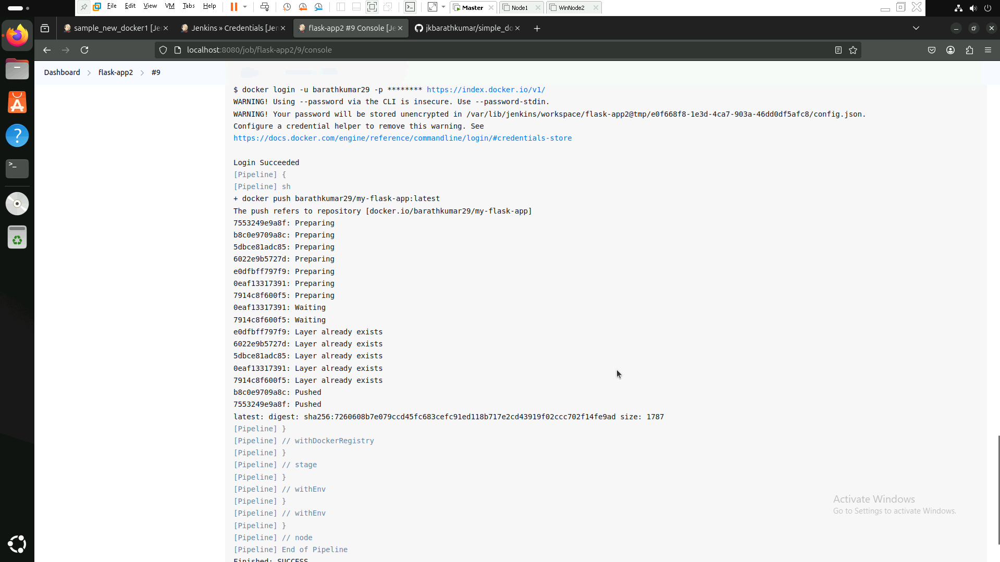 File Edit View VM Tabs Help Master Node1 WinNode2
sample_new_docker1 [Je Jenkins » Credentials [Jen flask-app2 #9 Console [Je jkbarathkumar/simple_do
localhost:8080/job/flask-app2/9/console
Dashboard flask-app2 #9
$ docker login -u barathkumar29 -p ******** https://index.docker.io/v1/
WARNING! Using --password via the CLI is insecure. Use --password-stdin.
WARNING! Your password will be stored unencrypted in /var/lib/jenkins/workspace/flask-app2@tmp/e0f668f8-1e3d-4ca7-903a-46dd0df5afc8/config.json.
Configure a credential helper to remove this warning. See
https://docs.docker.com/engine/reference/commandline/login/#credentials-store
Login Succeeded
[Pipeline] {
[Pipeline] sh
+ docker push barathkumar29/my-flask-app:latest
The push refers to repository [docker.io/barathkumar29/my-flask-app]
7553249e9a8f: Preparing
b8c0e9709a8c: Preparing
5dbce81adc85: Preparing
6022e9b5727d: Preparing
e0dfbff797f9: Preparing
0eaf13317391: Preparing
7914c8f600f5: Preparing
0eaf13317391: Waiting
7914c8f600f5: Waiting
e0dfbff797f9: Layer already exists
6022e9b5727d: Layer already exists
5dbce81adc85: Layer already exists
0eaf13317391: Layer already exists
7914c8f600f5: Layer already exists
b8c0e9709a8c: Pushed
7553249e9a8f: Pushed
latest: digest: sha256:7260608b7e079ccd45fc683cefc91ed118b717e2cd43919f02ccc702f14fe9ad size: 1787
[Pipeline] }
[Pipeline] // withDockerRegistry
[Pipeline] }
[Pipeline] // stage
[Pipeline] }
[Pipeline] // withEnv
[Pipeline] }
[Pipeline] // withEnv
[Pipeline] }
[Pipeline] // node
[Pipeline] End of Pipeline
Finished: SUCCESS
Activate Windows
Go to Settings to activate Windows.